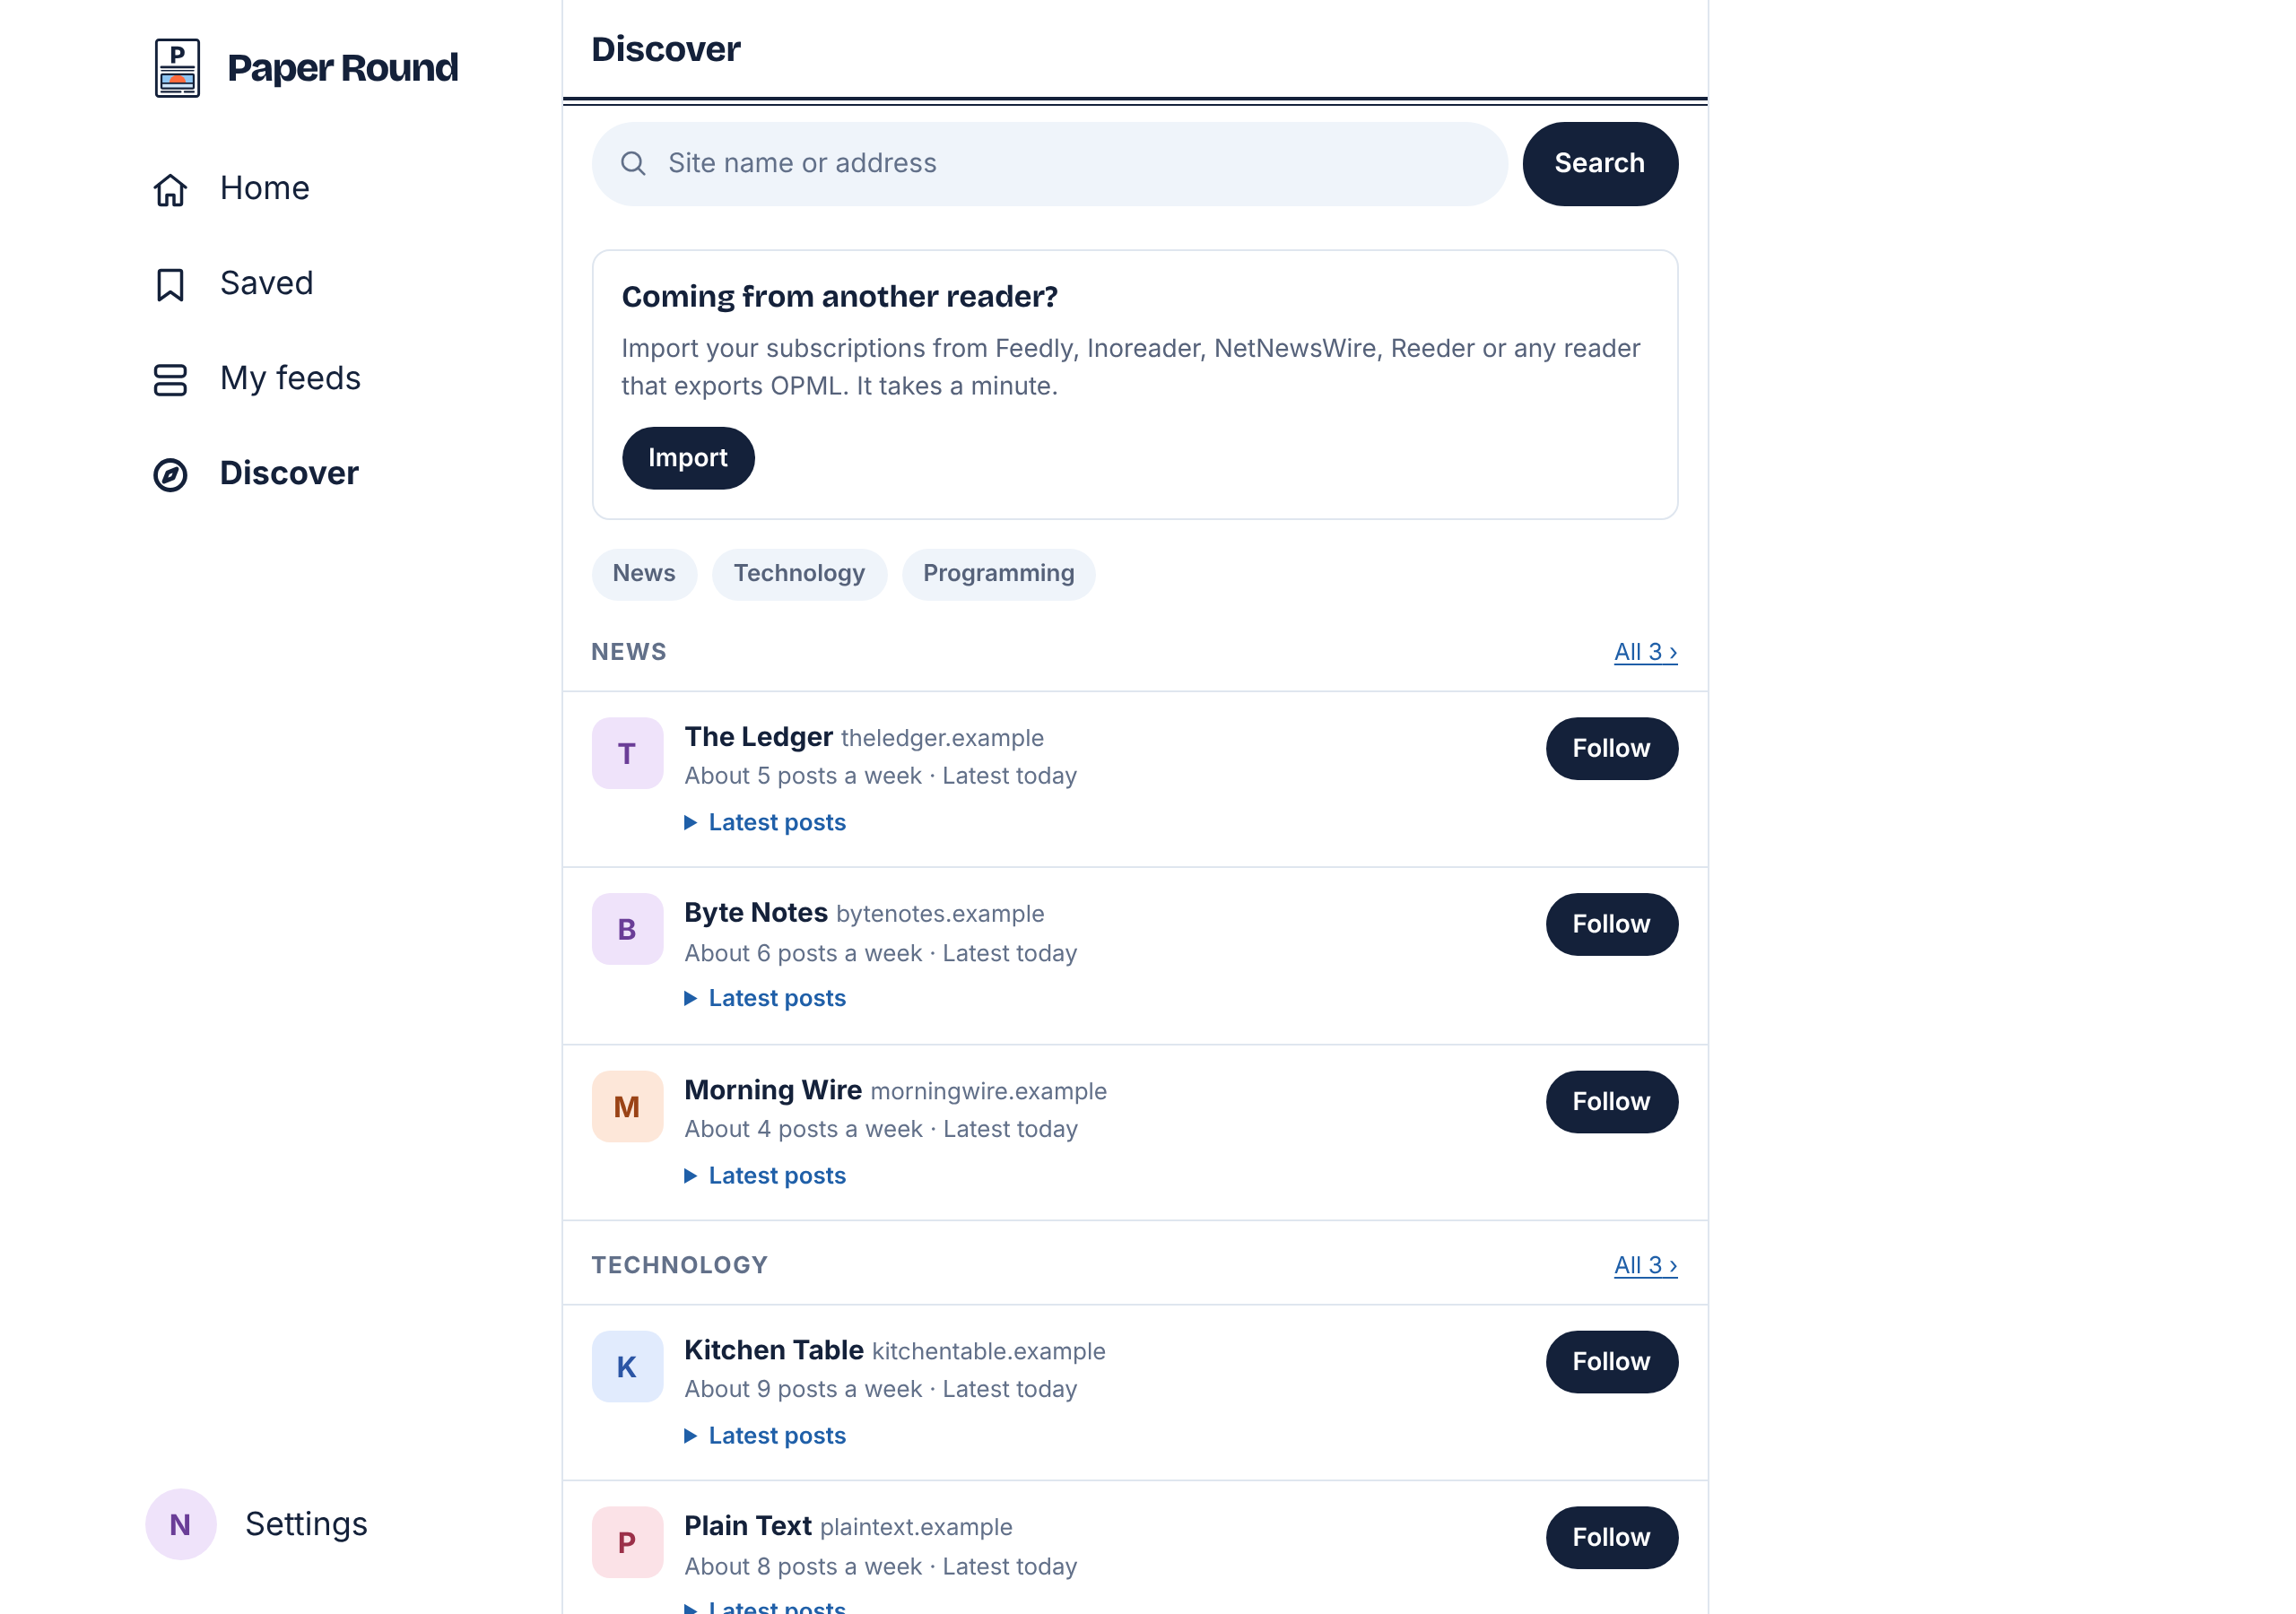 P
Paper Round
Home
Saved
My feeds
Discover
N
Settings
Discover
Site name or address
Search
Coming from another reader?
Import your subscriptions from Feedly, Inoreader, NetNewsWire, Reeder or any reader
that exports OPML. It takes a minute.
Import
News
Technology
Programming
NEWS
All 3 ›
T
The Ledger theledger.example
Follow
About 5 posts a week · Latest today
Latest posts
B
Byte Notes bytenotes.example
Follow
About 6 posts a week · Latest today
Latest posts
M
Morning Wire morningwire.example
Follow
About 4 posts a week · Latest today
Latest posts
TECHNOLOGY
All 3 ›
K
Kitchen Table kitchentable.example
Follow
About 9 posts a week · Latest today
Latest posts
P
Plain Text plaintext.example
Follow
About 8 posts a week · Latest today
Latest posts